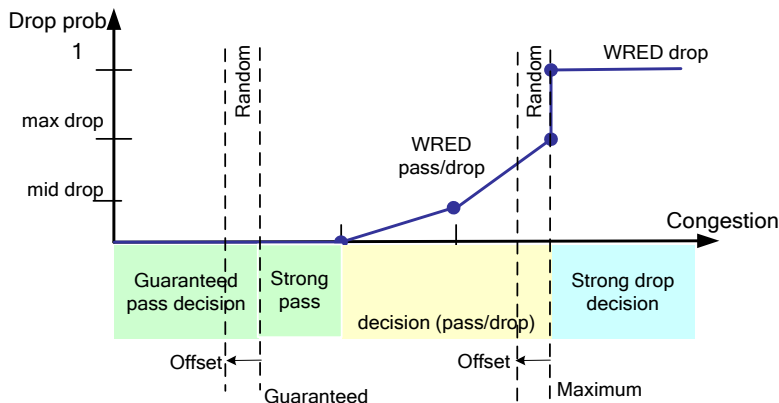 Drop prob
1
Random
Random
WRED drop
max drop
WRED
pass/drop
mid drop
Congestion
Guaranteed
pass decision
Strong
pass
decision (pass/drop)
Strong drop
decision
Offset
Offset
Guaranteed
Maximum